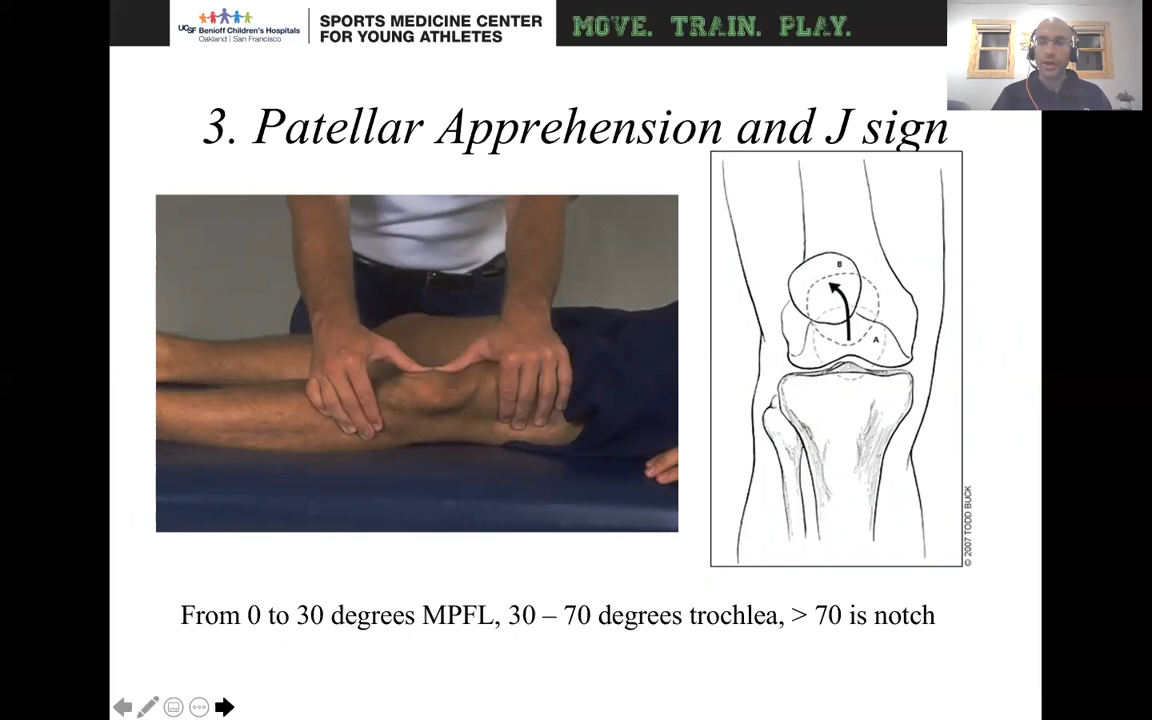 UCSF Benioff Children's Hospitals
Oakland | San Francisco
SPORTS MEDICINE CENTER
FOR YOUNG ATHLETES
MOVE. TRAIN. PLAY.
3. Patellar Apprehension and J sign
B
A
© 2007 TODD BUCK
From 0 to 30 degrees MPFL, 30 – 70 degrees trochlea, > 70 is notch